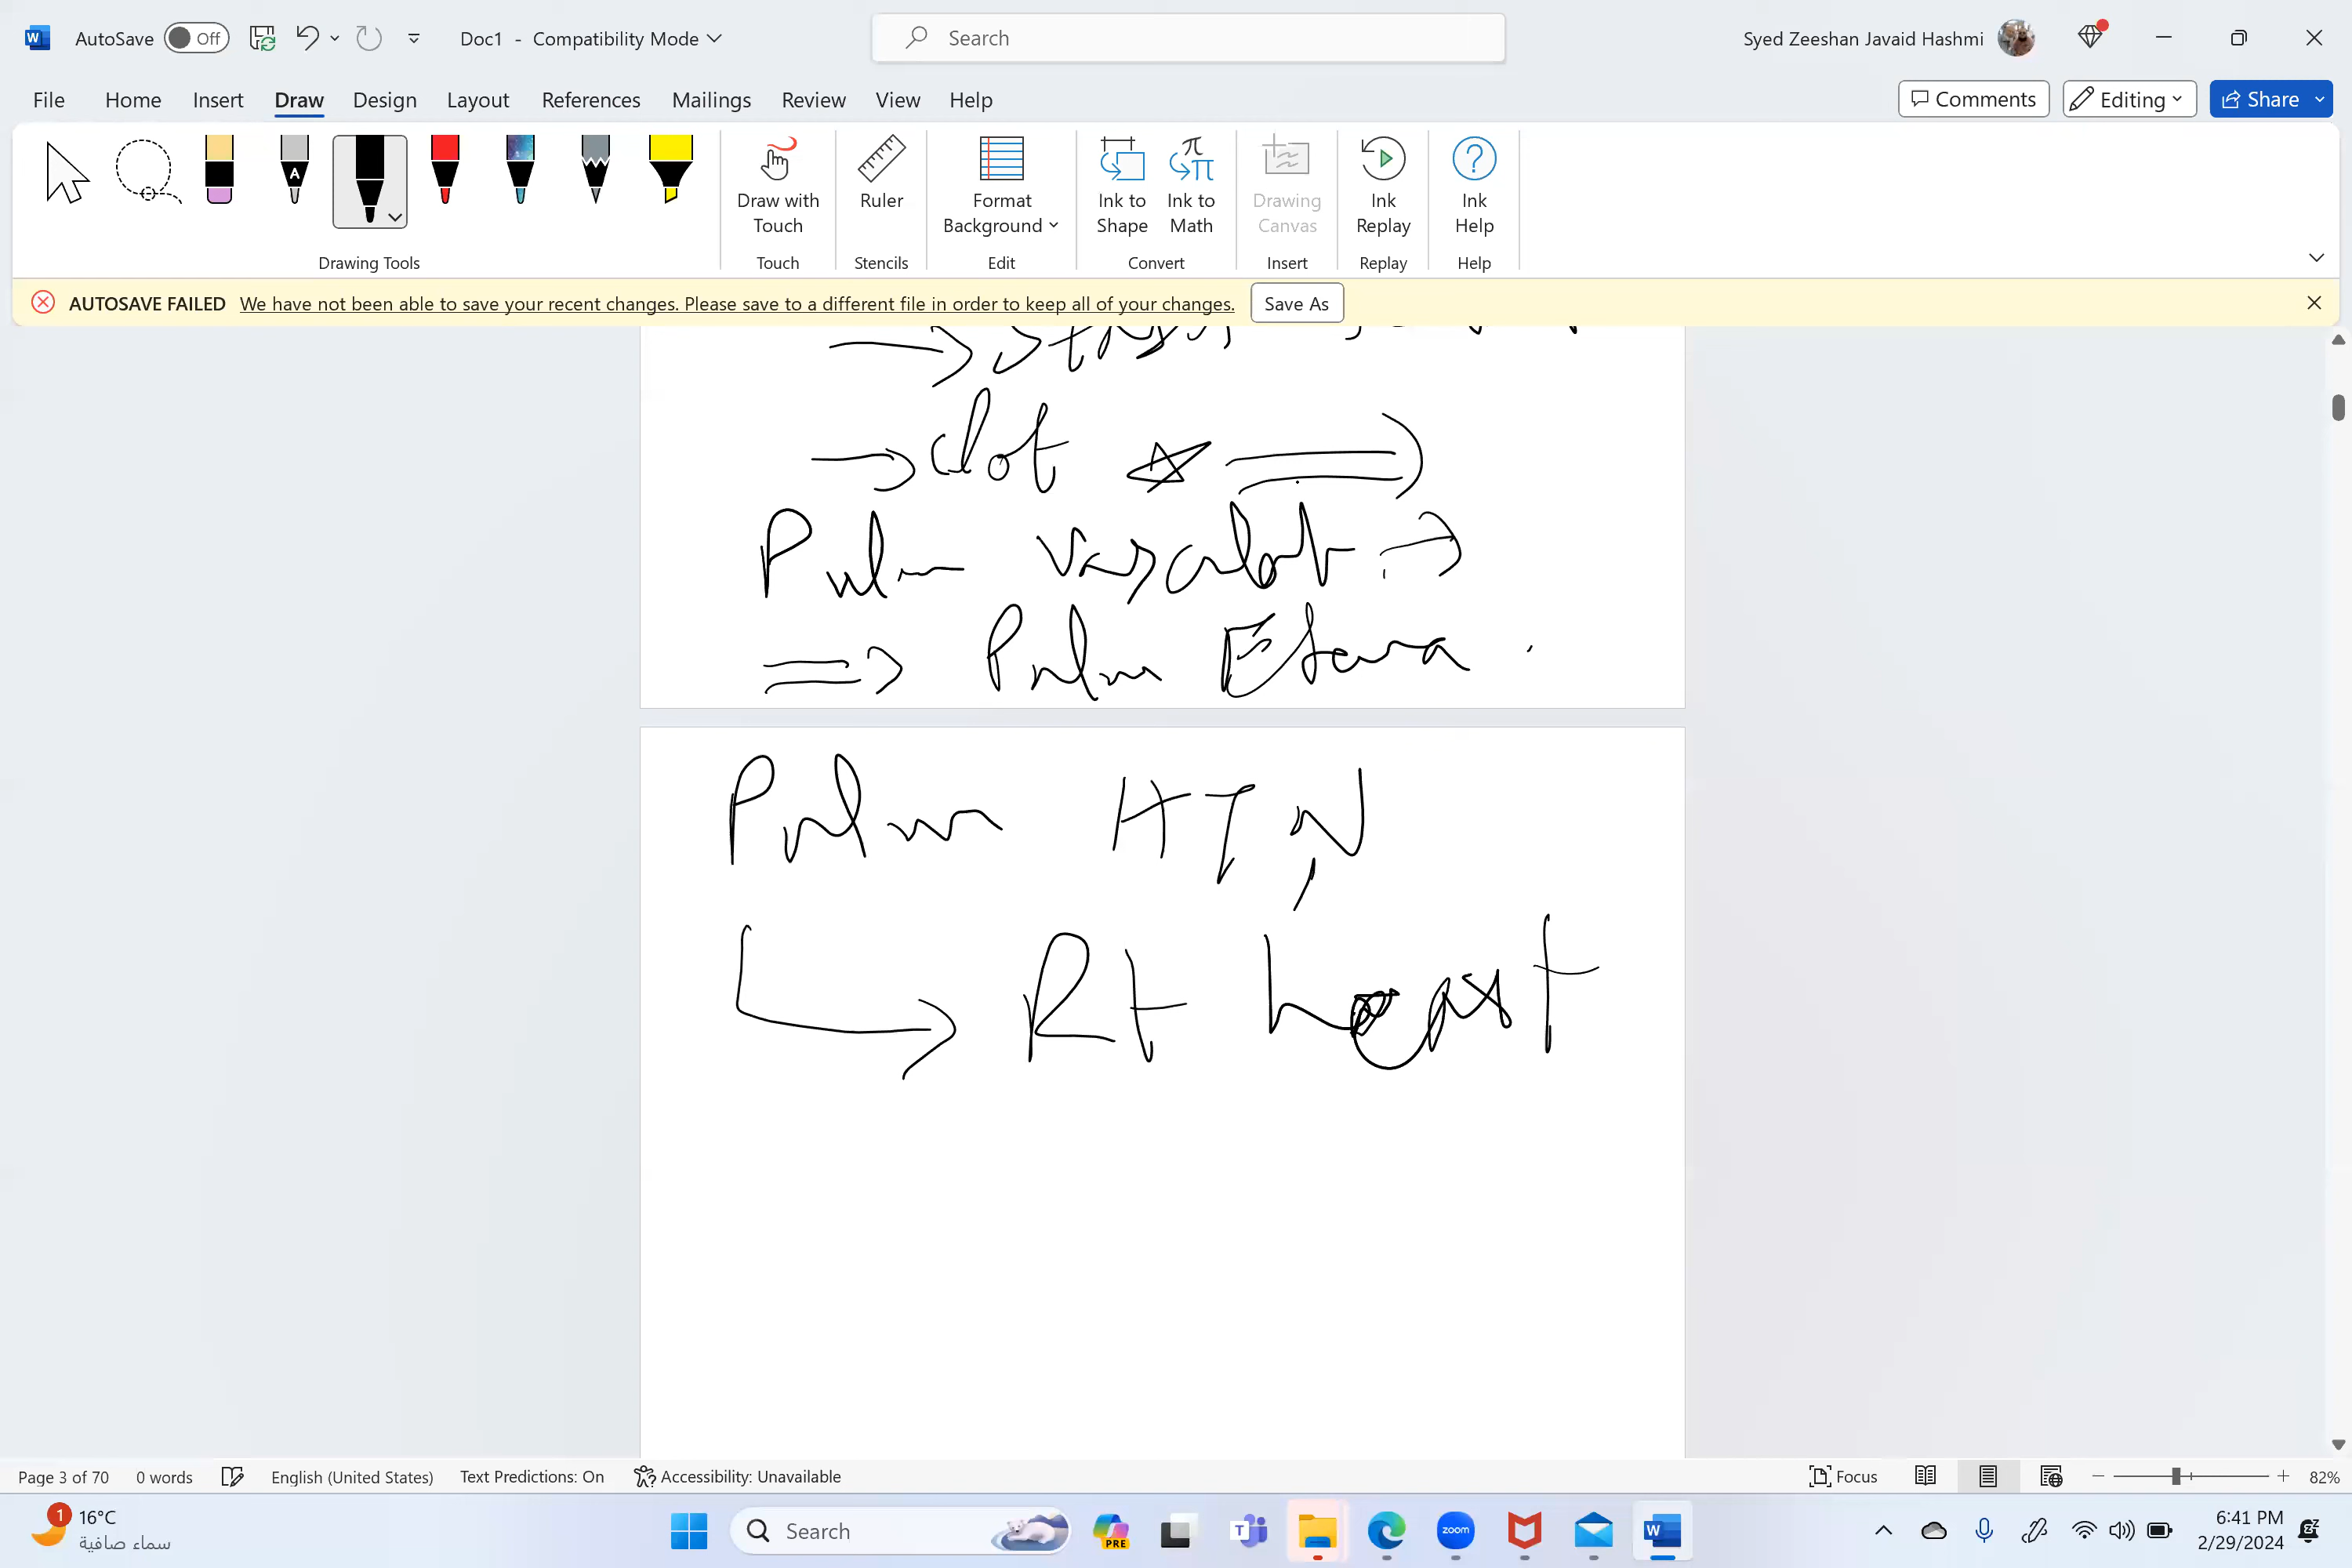 AutoSave Off Doc1 - Compatibility Mode Search Syed Zeeshan Javaid Hashmi
File Home Insert Draw Design Layout References Mailings Review View Help Comments Editing Share
A
Draw with Touch
Ruler
Format Background
Ink to Shape
Ink to Math
Drawing Canvas
Ink Replay
Ink Help
Drawing Tools Touch Stencils Edit Convert Insert Replay Help
AUTOSAVE FAILED We have not been able to save your recent changes. Please save to a different file in order to keep all of your changes. Save As
→ clot ☆ ⇒
Pulm →
⇒ Pulm
Pulm HTN
→ Rt heart
Page 3 of 70 0 words English (United States) Text Predictions: On Accessibility: Unavailable Focus 82%
1 16°C
سماء صافية
Search PRE zoom
6:41 PM
2/29/2024